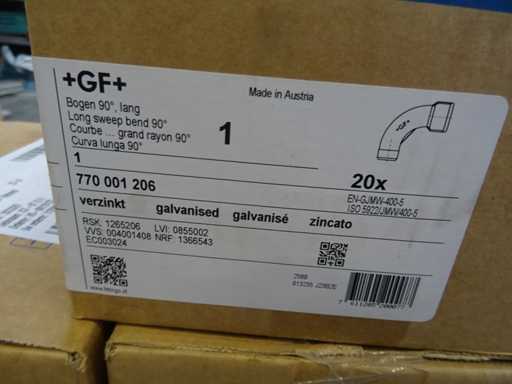 +GF+
Made in Austria
Bogen 90°, lang
Long sweep bend 90°
Courbe ... grand rayon 90°
Curva lunga 90°
1
+GF+
1
770 001 206
20x
EN-GJMW-400-5
ISO 5922/JMW/400-5
verzinkt galvanised galvanisé zincato
RSK: 1265206 LVI: 0855002
VVS: 004001408 NRF: 1366543
EC003024